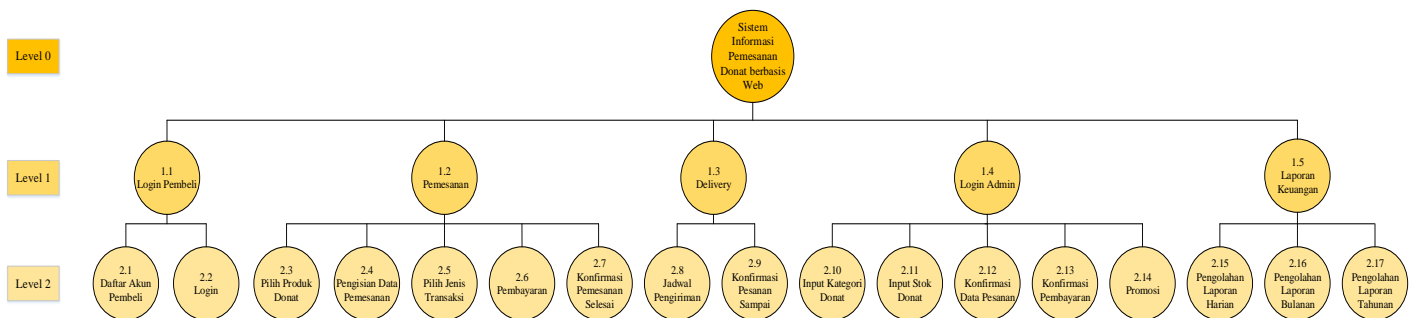 Level 0
Sistem
Informasi
Pemesanan
Donat berbasis
Web
Level 1
1.1
Login Pembeli
1.2
Pemesanan
1.3
Delivery
1.4
Login Admin
1.5
Laporan
Keuangan
Level 2
2.1
Daftar Akun
Pembeli
2.2
Login
2.3
Pilih Produk
Donat
2.4
Pengisian Data
Pemesanan
2.5
Pilih Jenis
Transaksi
2.6
Pembayaran
2.7
Konfirmasi
Pemesanan
Selesai
2.8
Jadwal
Pengiriman
2.9
Konfirmasi
Pesanan
Sampai
2.10
Input Kategori
Donat
2.11
Input Stok
Donat
2.12
Konfirmasi
Data Pesanan
2.13
Konfirmasi
Pembayaran
2.14
Promosi
2.15
Pengolahan
Laporan
Harian
2.16
Pengolahan
Laporan
Bulanan
2.17
Pengolahan
Laporan
Tahunan